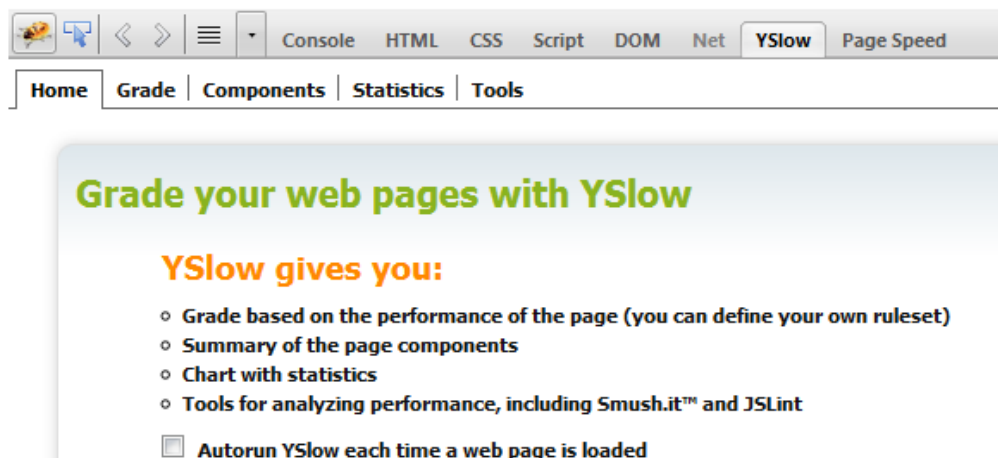 Console HTML CSS Script DOM Net YSlow Page Speed
Home Grade Components Statistics Tools
Grade your web pages with YSlow
YSlow gives you:
Grade based on the performance of the page (you can define your own ruleset)
Summary of the page components
Chart with statistics
Tools for analyzing performance, including Smush.it™ and JSLint
Autorun YSlow each time a web page is loaded